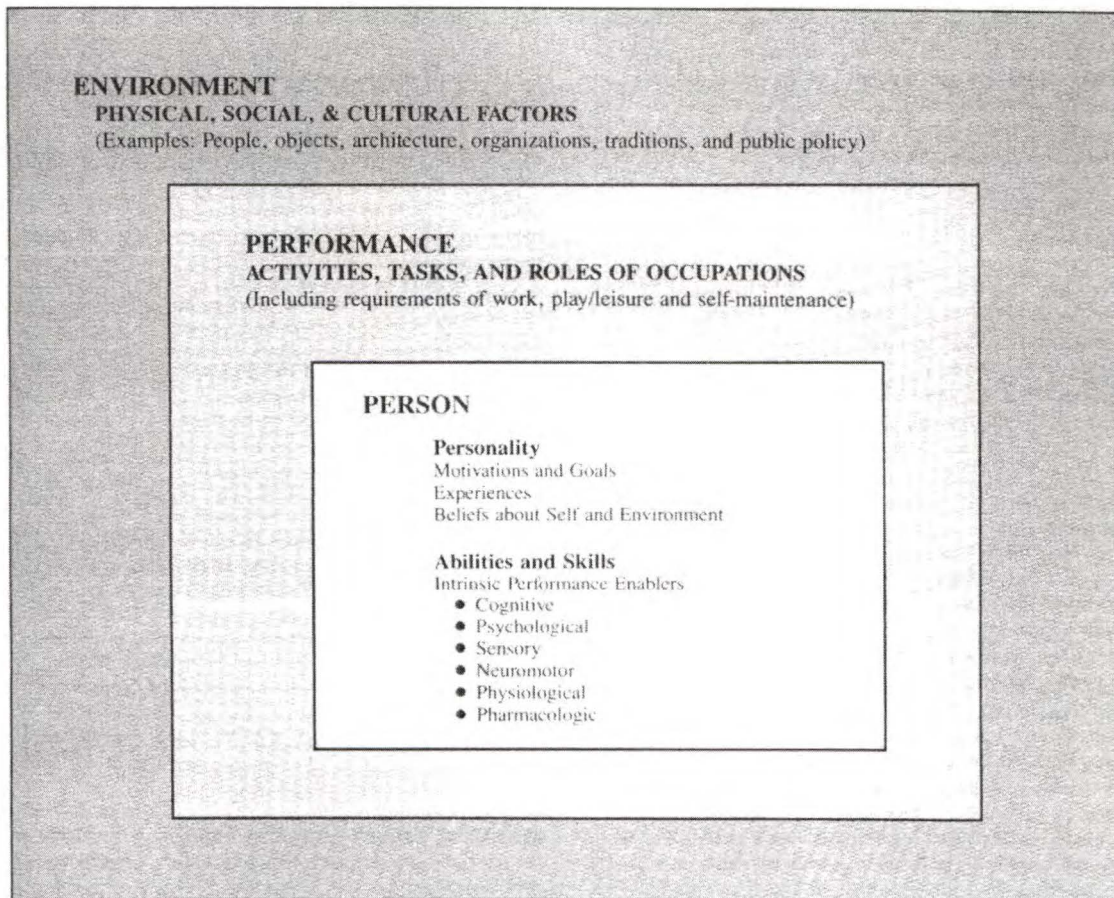 ENVIRONMENT
PHYSICAL, SOCIAL, & CULTURAL FACTORS
(Examples: People, objects, architecture, organizations, traditions, and public policy)
PERFORMANCE
ACTIVITIES, TASKS, AND ROLES OF OCCUPATIONS
(Including requirements of work, play/leisure and self-maintenance)
PERSON
Personality
Motivations and Goals
Experiences
Beliefs about Self and Environment
Abilities and Skills
Intrinsic Performance Enablers
● Cognitive
● Psychological
● Sensory
● Neuromotor
● Physiological
● Pharmacologic